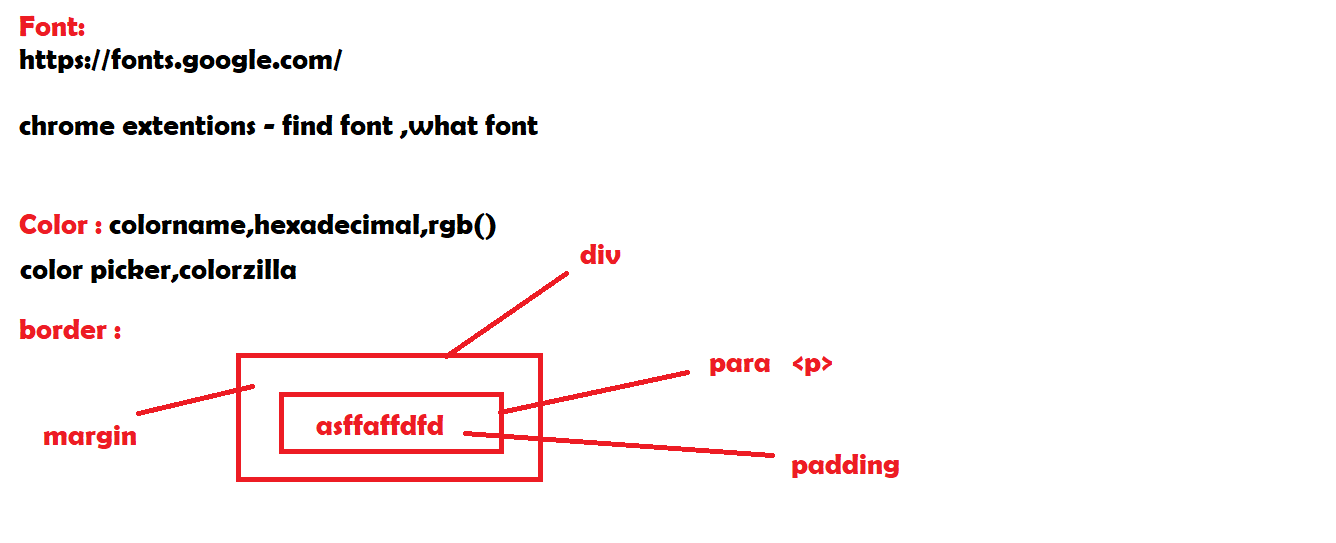 Font:
https://fonts.google.com/
chrome extentions - find font ,what font
Color : colorname,hexadecimal,rgb()
color picker,colorzilla
div
border :
para <p>
asffaffdfd
margin
padding